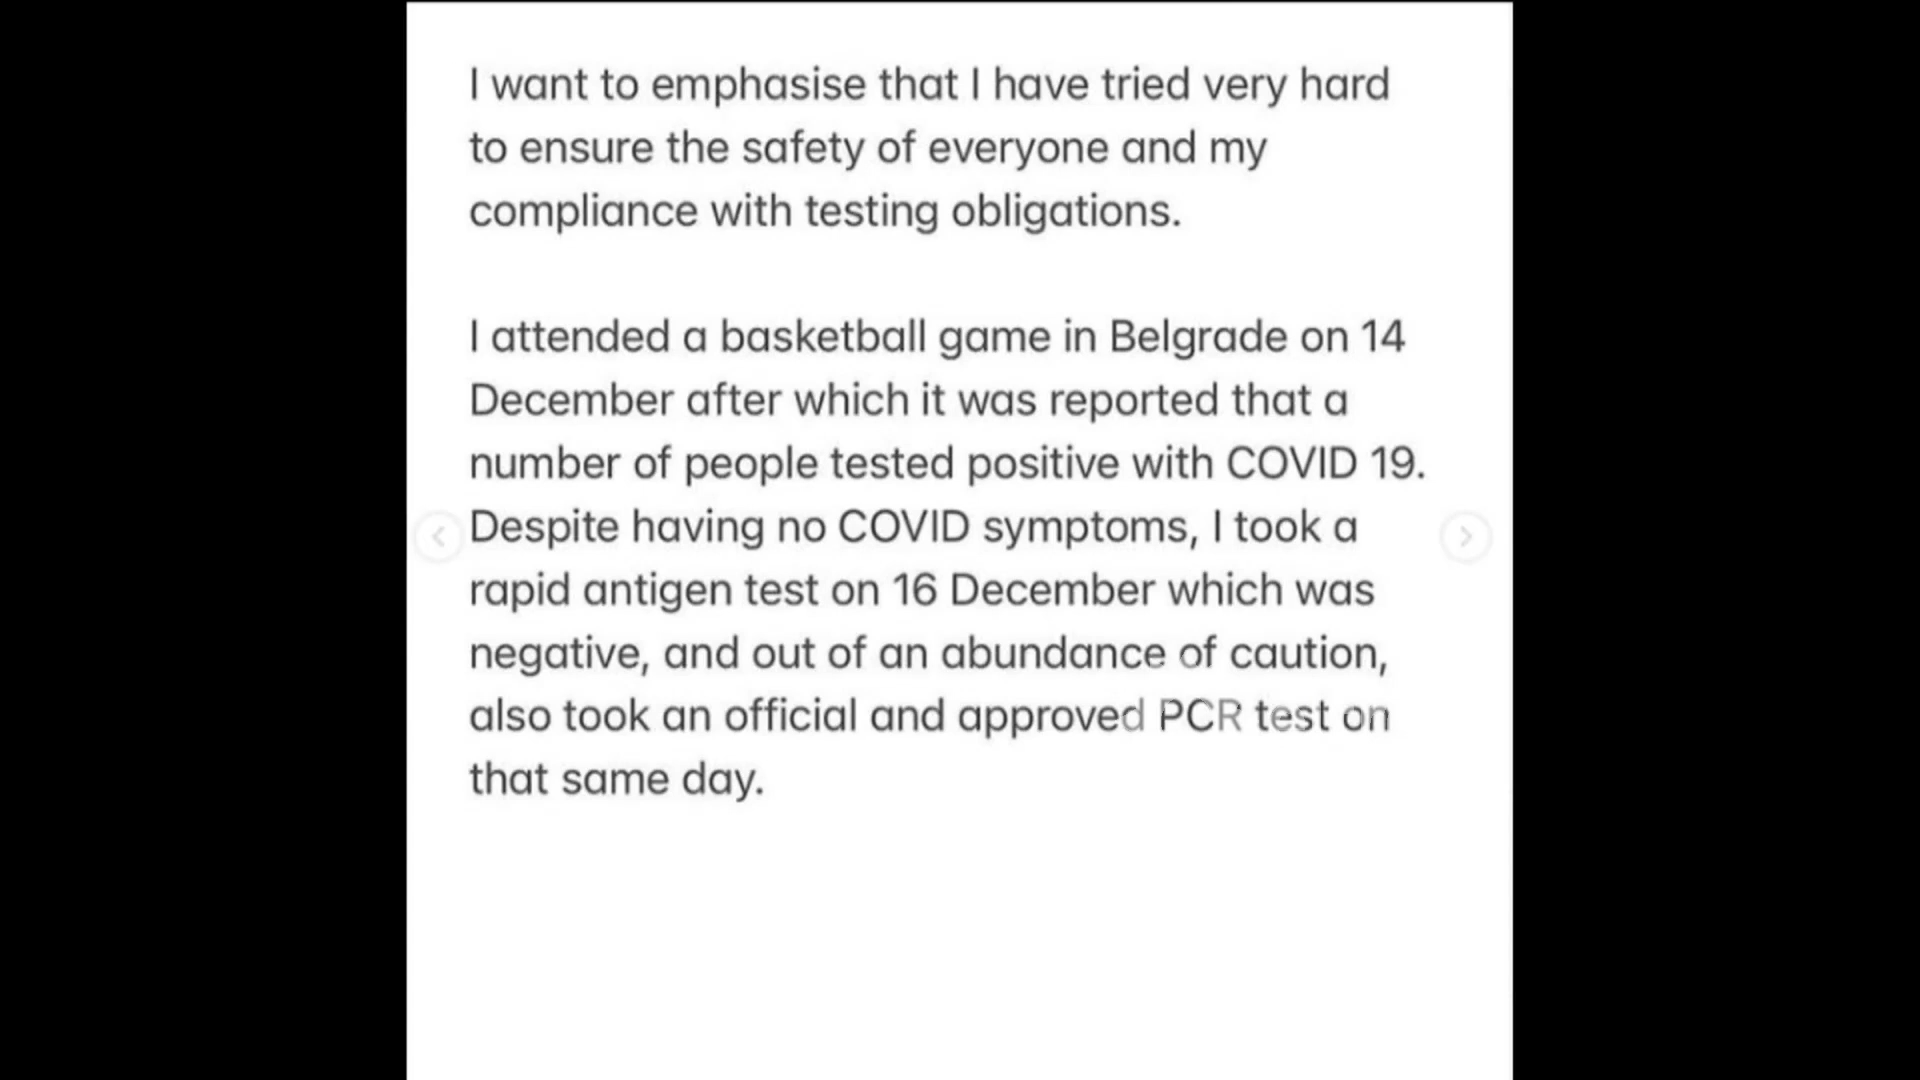 I want to emphasise that I have tried very hard
to ensure the safety of everyone and my
compliance with testing obligations.
I attended a basketball game in Belgrade on 14
December after which it was reported that a
number of people tested positive with COVID 19.
Despite having no COVID symptoms, I took a
rapid antigen test on 16 December which was
negative, and out of an abundance of caution,
also took an official and approved PCR test on
that same day.